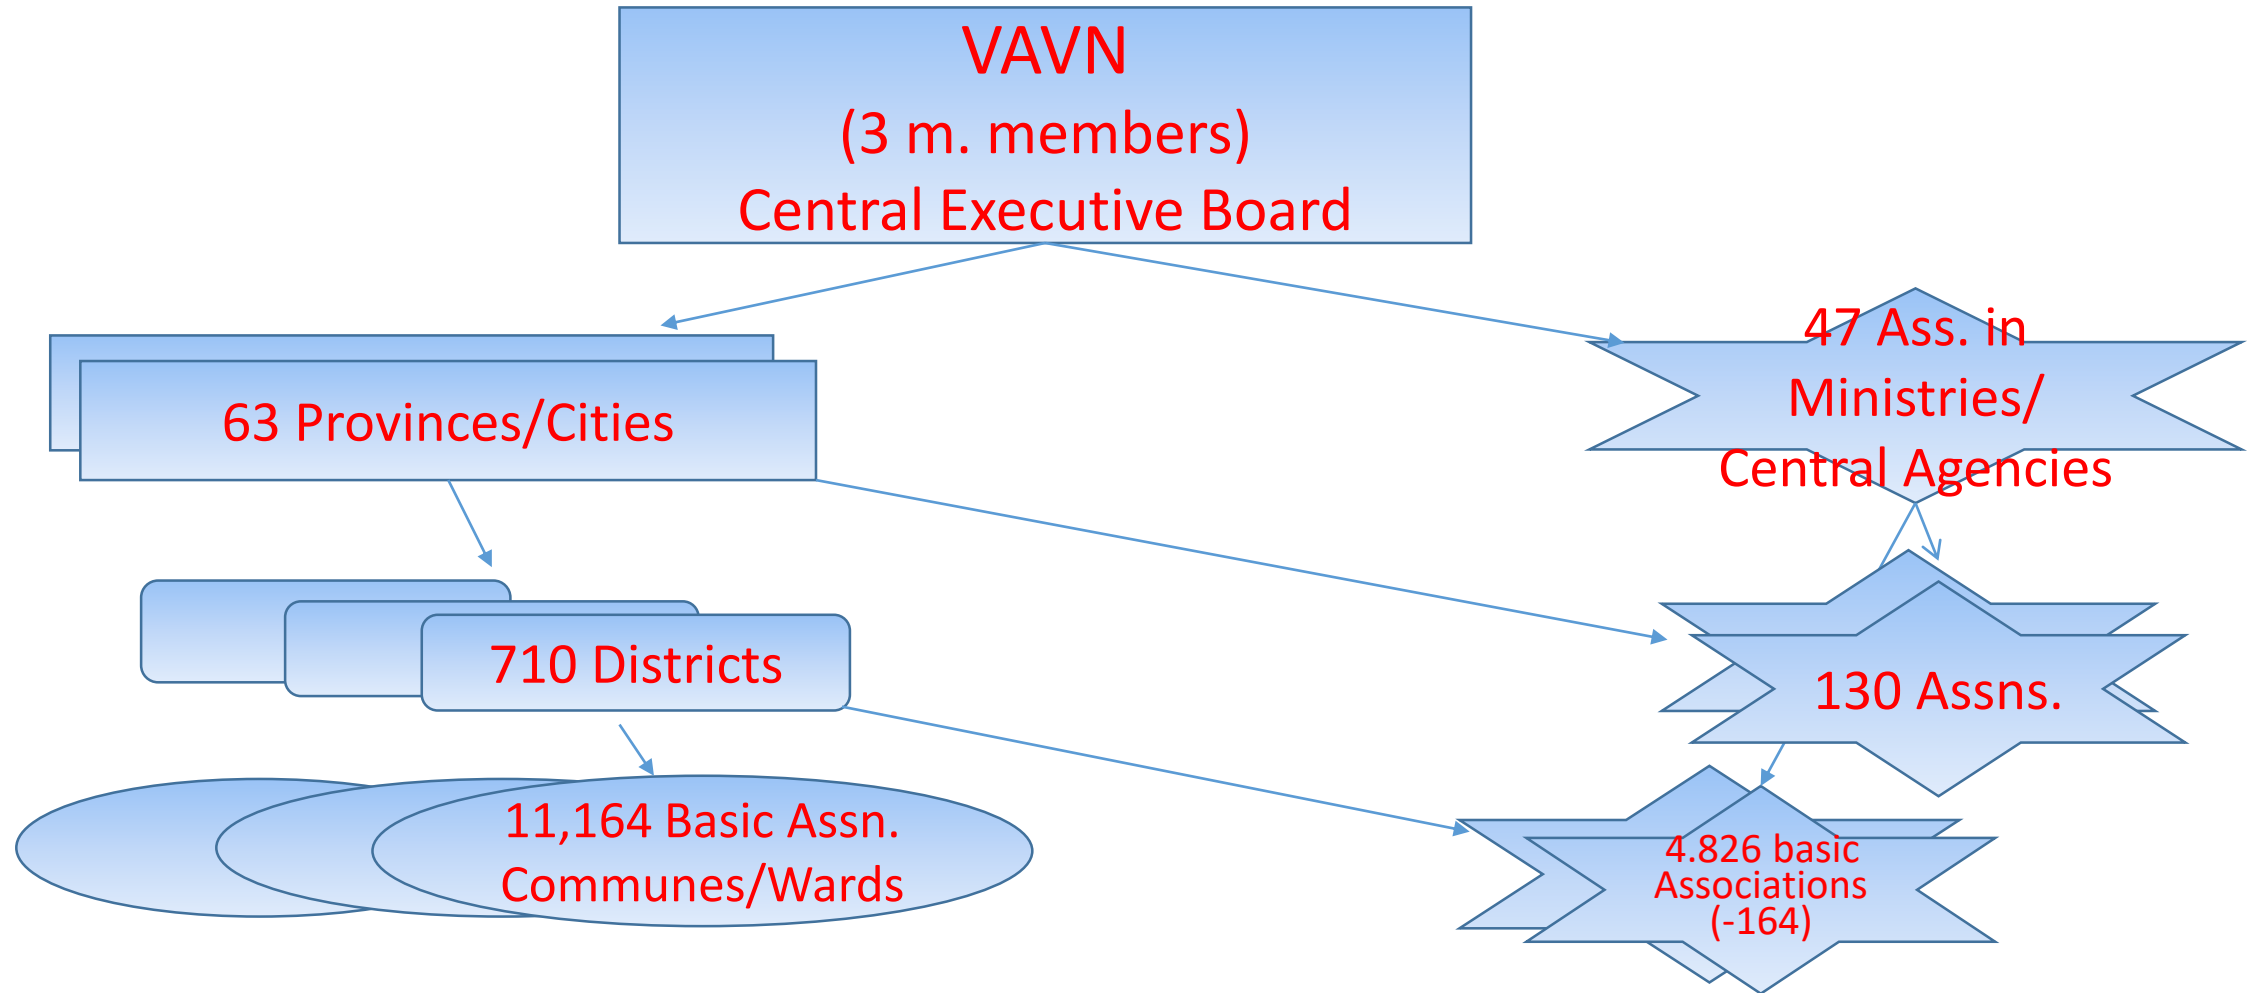 VAVN
(3 m. members)
Central Executive Board
63 Provinces/Cities
47 Ass. in
Ministries/
Central Agencies
710 Districts
130 Assns.
11,164 Basic Assn.
Communes/Wards
4.826 basic
Associations
(-164)